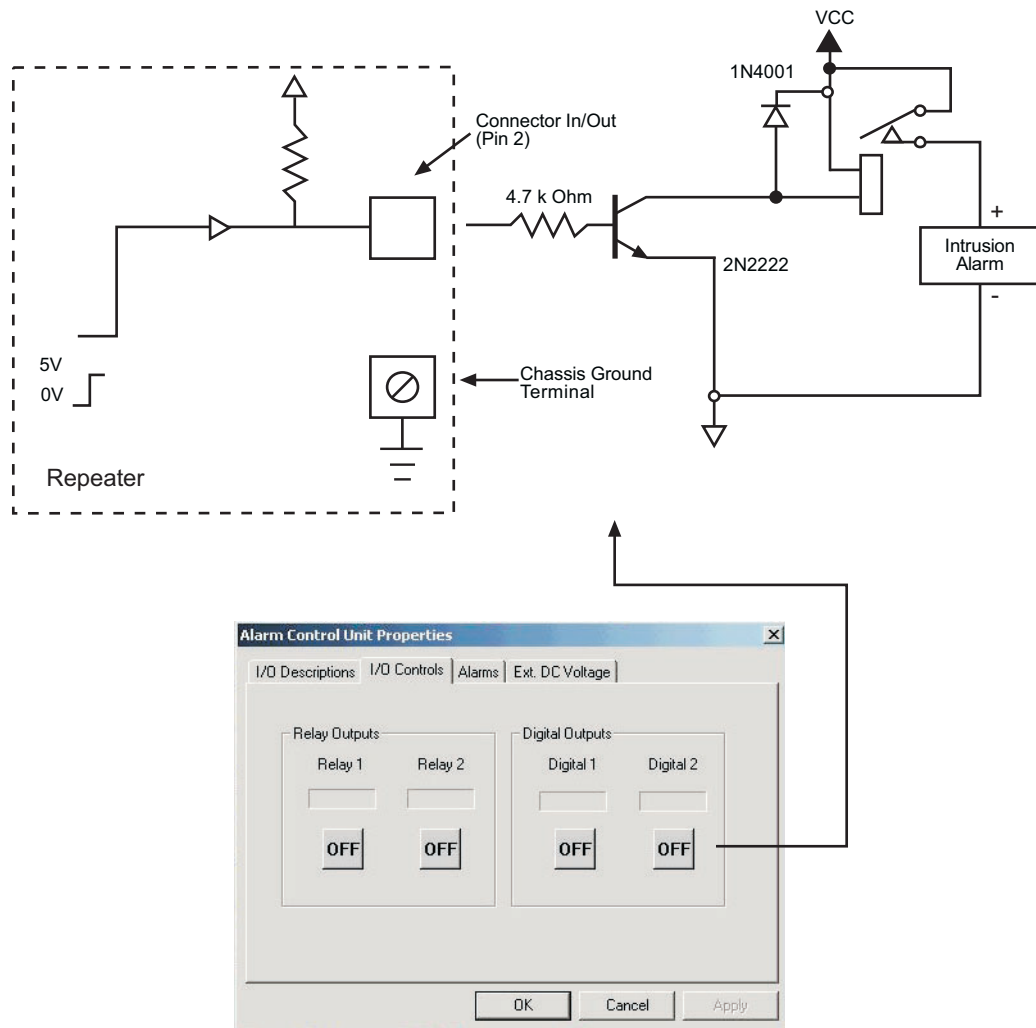 VCC
1N4001
Connector In/Out
(Pin 2)
4.7 k Ohm
2N2222
+
Intrusion
Alarm
-
5V
0V
Chassis Ground
Terminal
Repeater
Alarm Control Unit Properties
I/O Descriptions I/O Controls Alarms Ext. DC Voltage
Relay Outputs Digital Outputs
Relay 1 Relay 2 Digital 1 Digital 2
OFF OFF OFF OFF
OK Cancel Apply